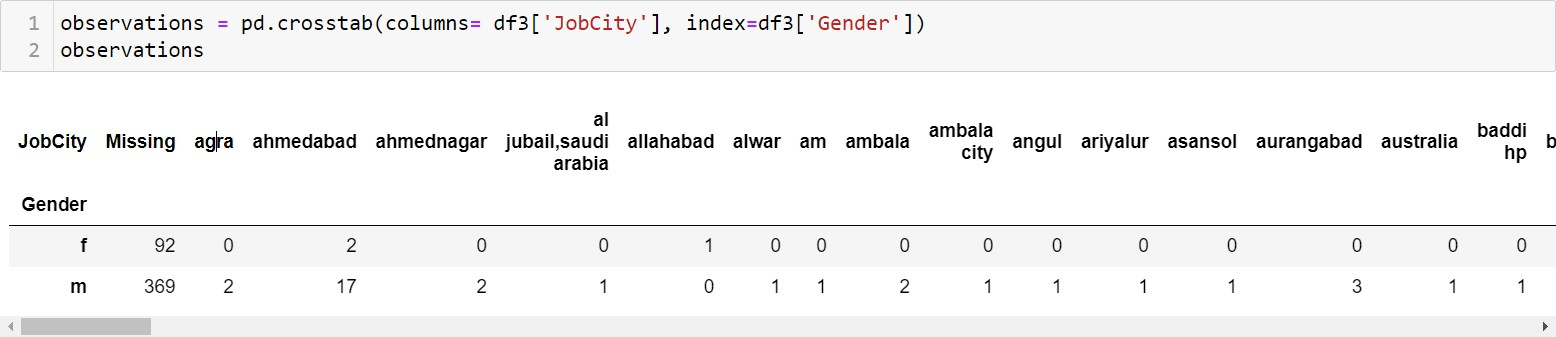 1 observations = pd.crosstab(columns= df3['JobCity'], index=df3['Gender'])
2 observations
JobCity Missing agra ahmedabad ahmednagar al jubail,saudi arabia allahabad alwar am ambala ambala city angul ariyalur asansol aurangabad australia baddi hp b
Gender
f 92 0 2 0 0 1 0 0 0 0 0 0 0 0 0 0
m 369 2 17 2 1 0 1 1 2 1 1 1 1 3 1 1